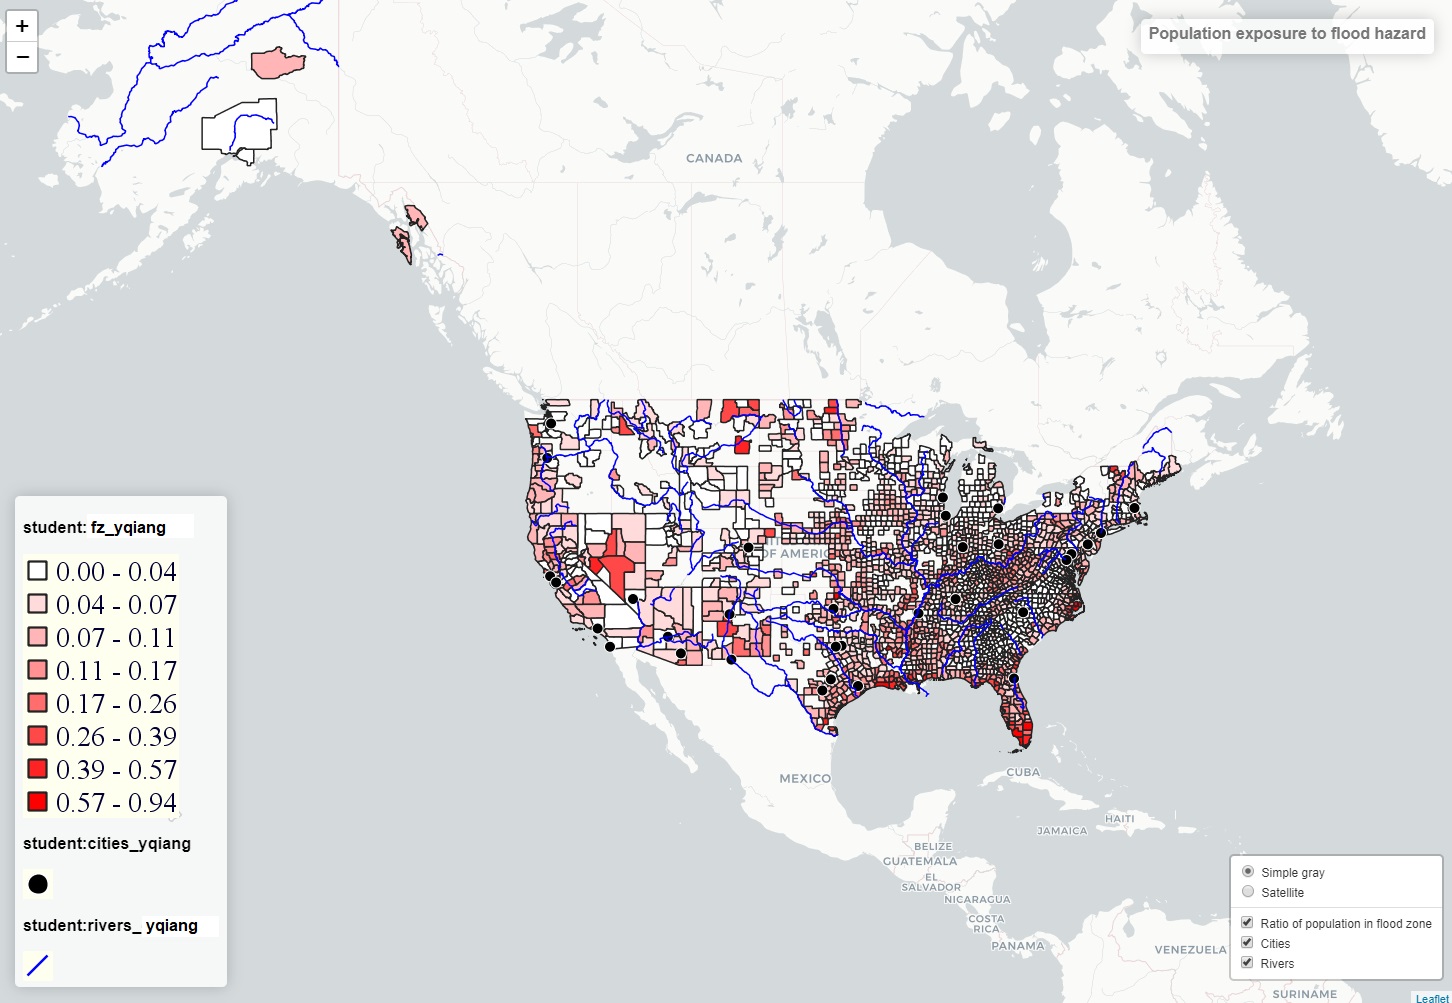 +
−
Population exposure to flood hazard
CANADA
OF AMERIC
MEXICO
CUBA
HAITI
JAMAICA
BELIZE
GUATEMALA
EL
SALVADOR
NICARAGUA
COSTA
RICA
PANAMA
VENEZUELA
SURINAME
student: fz_yqiang
0.00 - 0.04
0.04 - 0.07
0.07 - 0.11
0.11 - 0.17
0.17 - 0.26
0.26 - 0.39
0.39 - 0.57
0.57 - 0.94
student:cities_yqiang
student:rivers_ yqiang
Simple gray
Satellite
Ratio of population in flood zone
Cities
Rivers
Leaflet